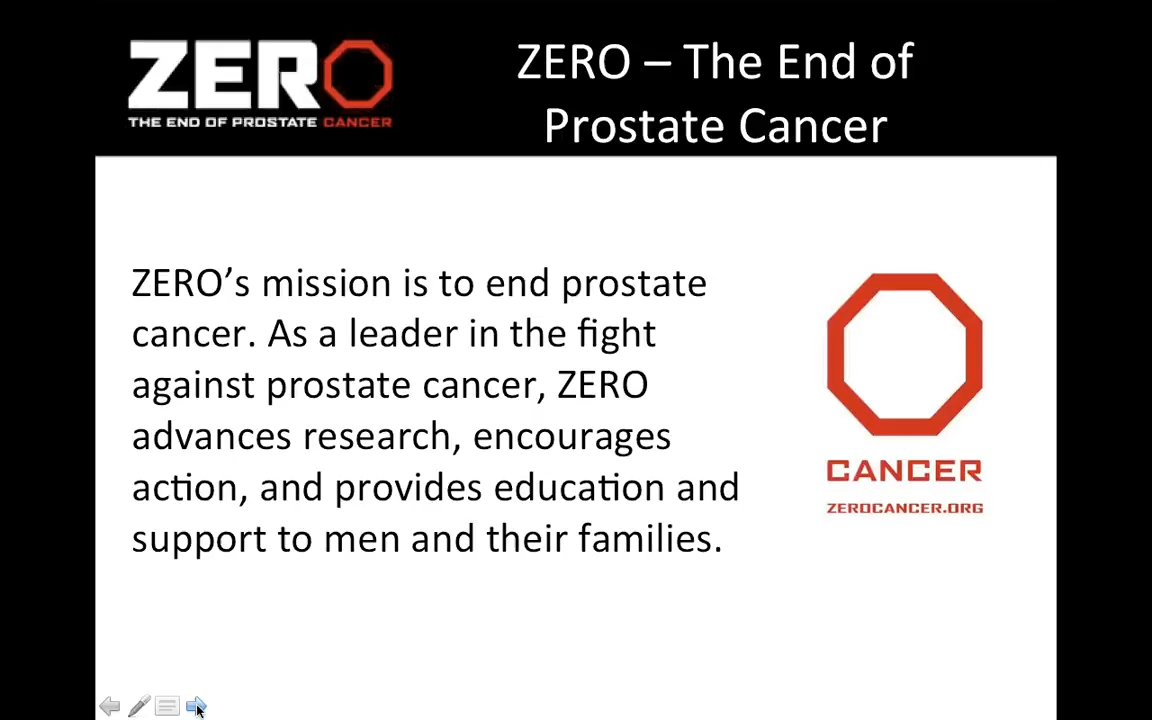 ZERO
THE END OF PROSTATE CANCER
ZERO – The End of
Prostate Cancer
ZERO’s mission is to end prostate
cancer. As a leader in the fight
against prostate cancer, ZERO
advances research, encourages
action, and provides education and
support to men and their families.
CANCER
ZEROCANCER.ORG